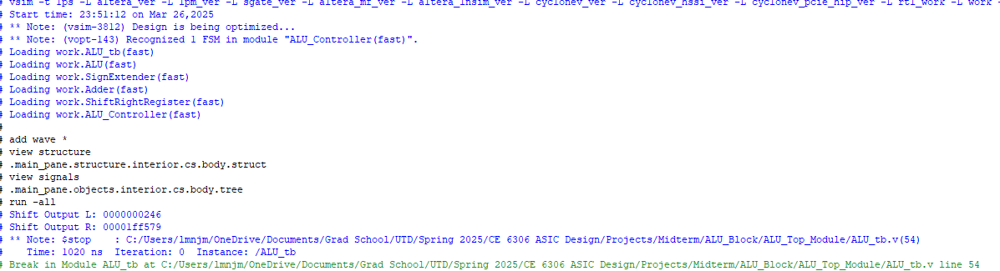 # vsim -t 1ps -L altera_ver -L lpm_ver -L sgate_ver -L altera_mf_ver -L altera_lnsim_ver -L cyclonev_ver -L cyclonev_hssi_ver -L cyclonev_pcie_hip_ver -L rtl_work -L work -
# Start time: 23:51:12 on Mar 26,2025
# ** Note: (vsim-3812) Design is being optimized...
# ** Note: (vopt-143) Recognized 1 FSM in module "ALU_Controller(fast)".
# Loading work.ALU_tb(fast)
# Loading work.ALU(fast)
# Loading work.SignExtender(fast)
# Loading work.Adder(fast)
# Loading work.ShiftRightRegister(fast)
# Loading work.ALU_Controller(fast)
#
# add wave *
# view structure
# .main_pane.structure.interior.cs.body.struct
# view signals
# .main_pane.objects.interior.cs.body.tree
# run -all
# Shift Output L: 0000000246
# Shift Output R: 00001ff579
# ** Note: $stop    : C:/Users/lmnjm/OneDrive/Documents/Grad School/UTD/Spring 2025/CE 6306 ASIC Design/Projects/Midterm/ALU_Block/ALU_Top_Module/ALU_tb.v(54)
#    Time: 1020 ns  Iteration: 0  Instance: /ALU_tb
# Break in Module ALU_tb at C:/Users/lmnjm/OneDrive/Documents/Grad School/UTD/Spring 2025/CE 6306 ASIC Design/Projects/Midterm/ALU_Block/ALU_Top_Module/ALU_tb.v line 54